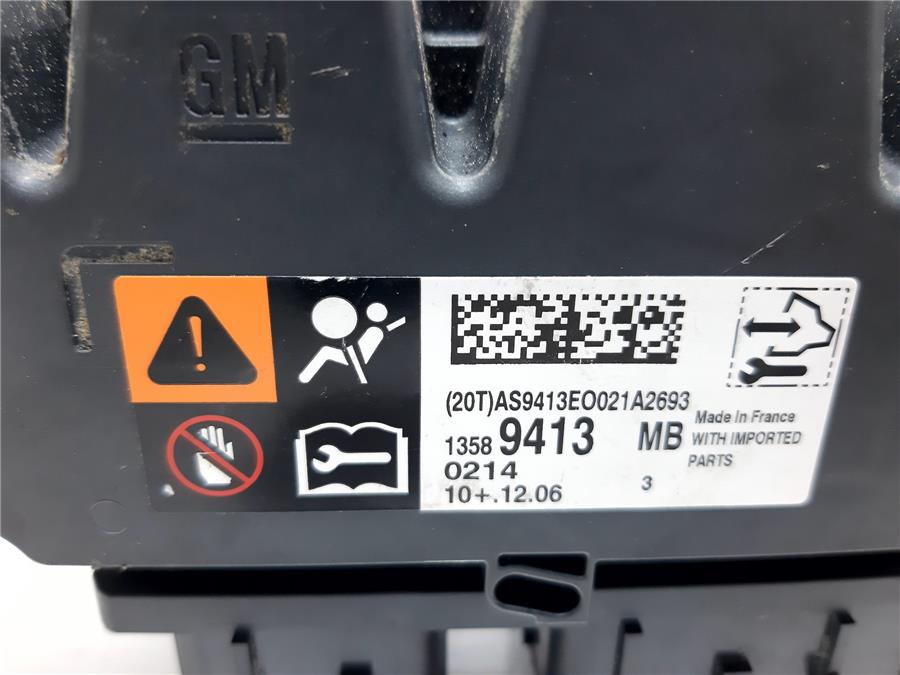 GM
(20T)AS9413EO021A2693
1358 9413 MB
0214
10+.12.06
3
Made In France
WITH IMPORTED
PARTS